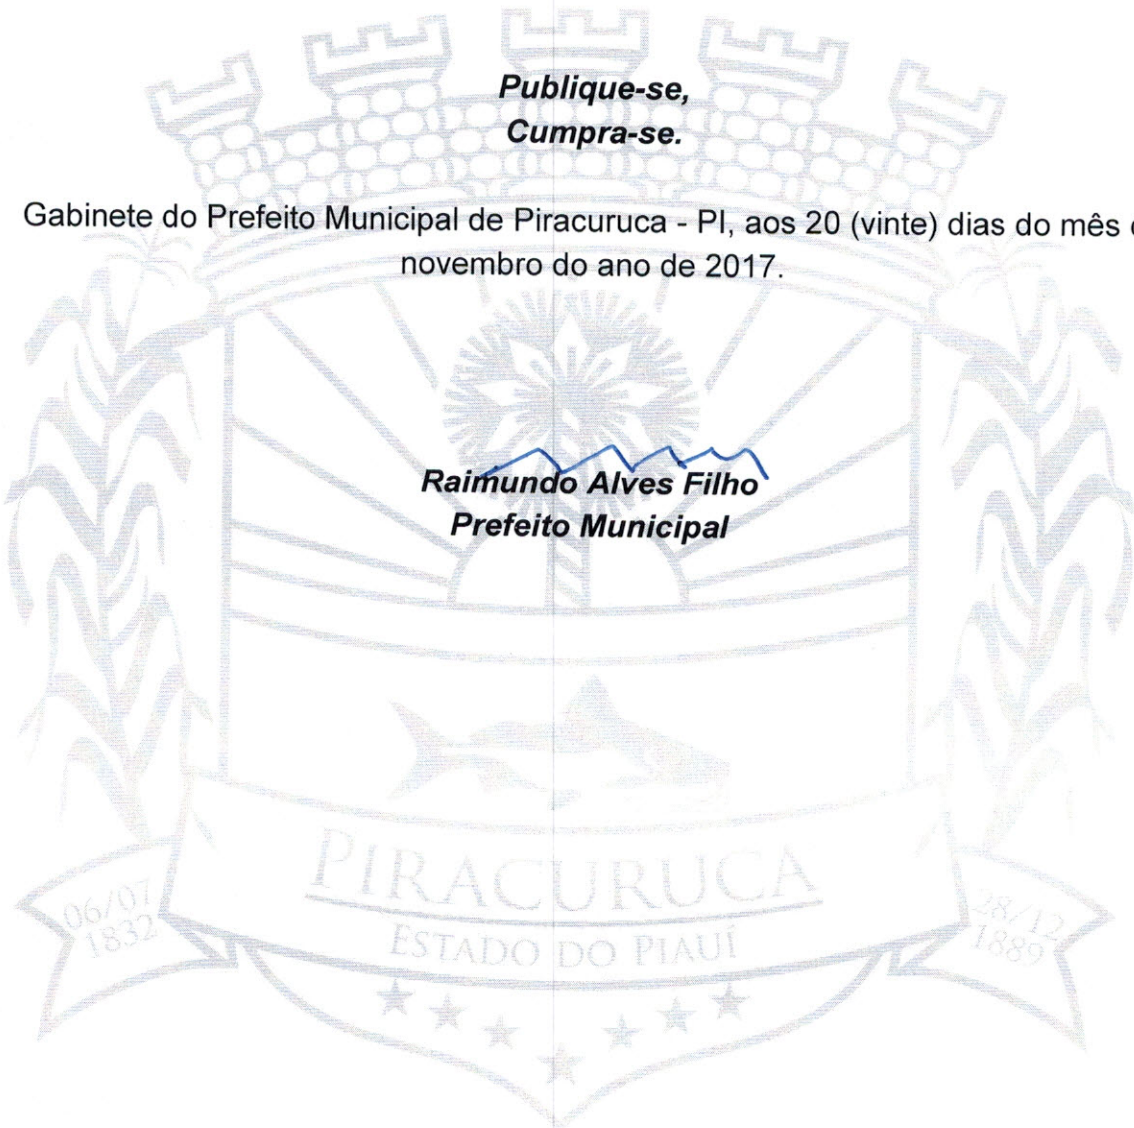 Publique-se,
Cumpra-se.
Gabinete do Prefeito Municipal de Piracuruca - PI, aos 20 (vinte) dias do mês
novembro do ano de 2017.
Raimundo Alves Filho
Prefeito Municipal
PIRACURUCA
06/07
1832
28/12
1889
ESTADO DO PIAUÍ